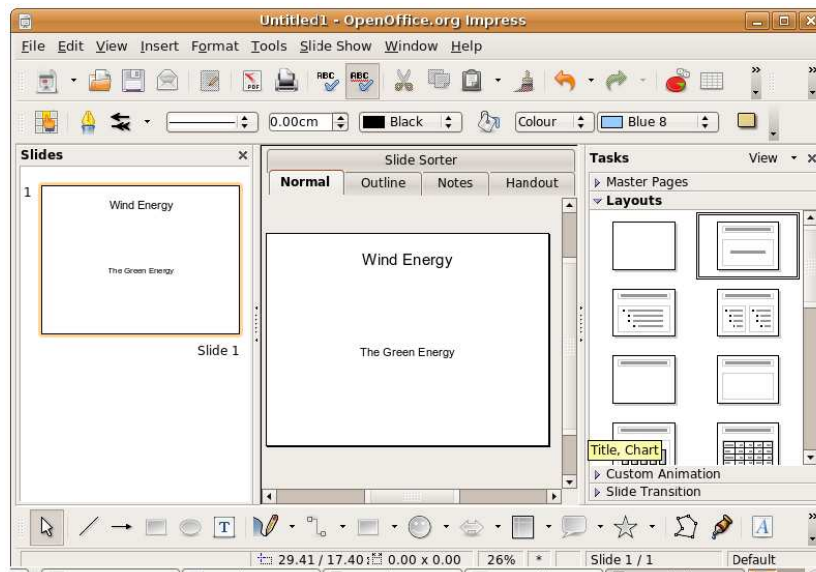 Untitled1 - OpenOffice.org Impress
File Edit View Insert Format Tools Slide Show Window Help
PDF ABC ABC
0.00cm Black Colour Blue 8
Slides
1
Wind Energy
The Green Energy
Slide 1
Slide Sorter
Normal Outline Notes Handout
Wind Energy
The Green Energy
Tasks View
Master Pages
Layouts
Title, Chart
Custom Animation
Slide Transition
T A
29.41 / 17.40 0.00 x 0.00 26% * Slide 1 / 1 Default